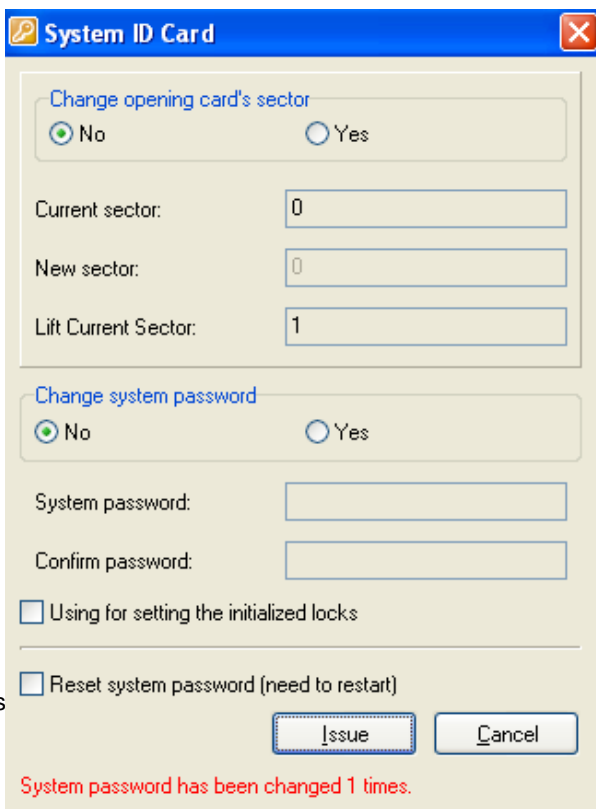 System ID Card
Change opening card's sector
No Yes
Current sector: 0
New sector: 0
Lift Current Sector: 1
Change system password
No Yes
System password:
Confirm password:
Using for setting the initialized locks
Reset system password (need to restart)
s
Issue Cancel
System password has been changed 1 times.